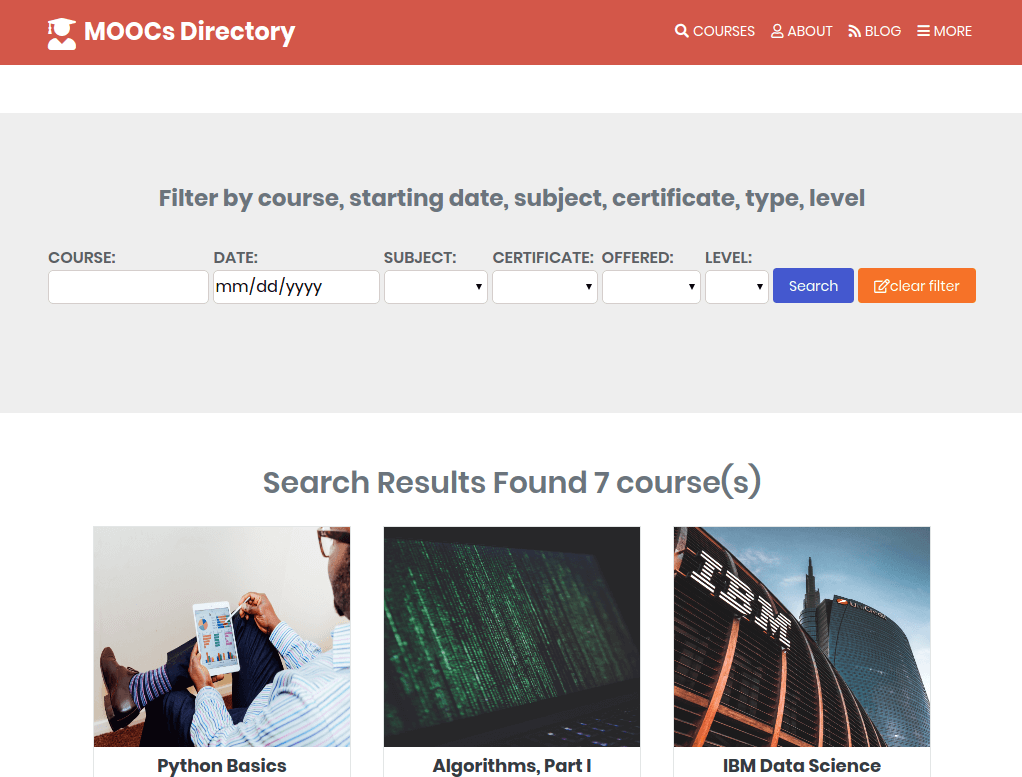 MOOCs Directory
COURSES ABOUT BLOG MORE
Filter by course, starting date, subject, certificate, type, level
COURSE: DATE: SUBJECT: CERTIFICATE: OFFERED: LEVEL:
mm/dd/yyyy Search clear filter
Search Results Found 7 course(s)
IBM
UniCredit
Python Basics Algorithms, Part I IBM Data Science